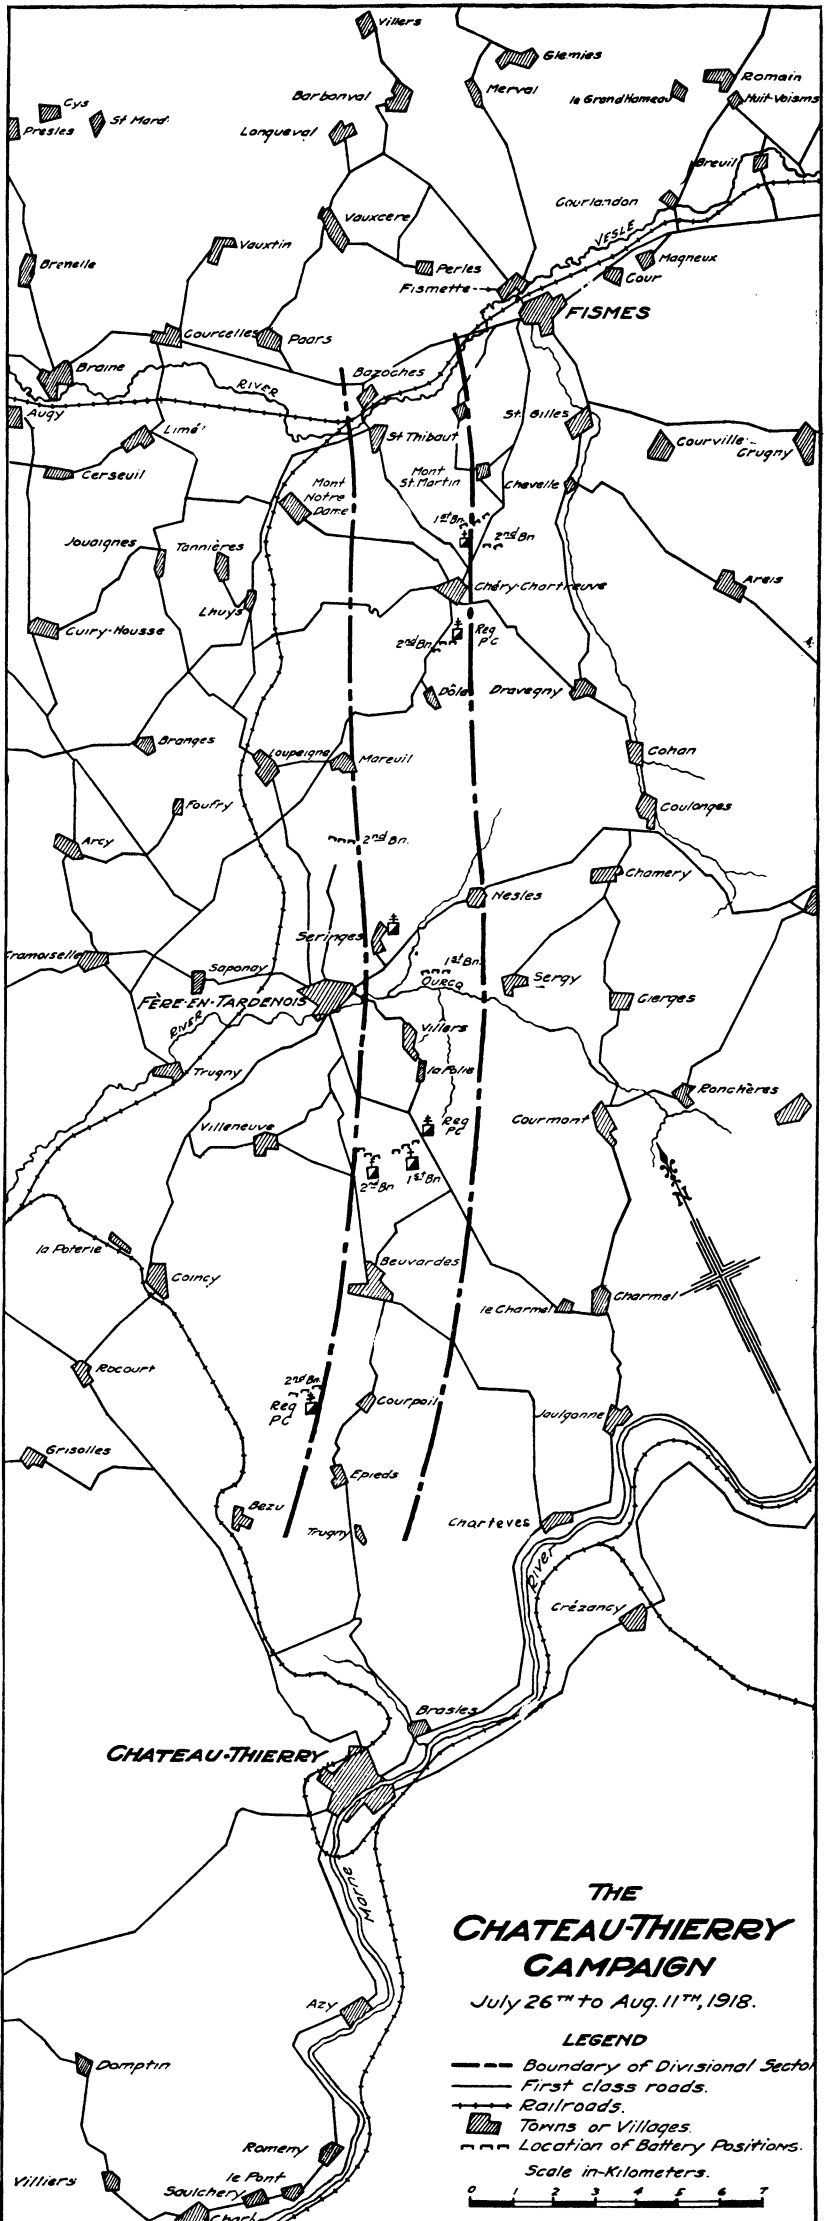 Villers
Glennes
Romain
Barbonval
Merval
le Grand Hameau
Huit-Voisins
Cys
Presles
St Mard
Longueval
Breuil
Courlandon
Vauxcere
VESLE
Vauxtin
Magneux
Brenelle
Perles
Cour
Fismette
FISMES
Courcelles
Paars
Braine
Bazoches
RIVER
Augy
St. Gilles
Limé
St Thibaut
Courville
Crugny
Cerseuil
Mont
Notre
Dame
Mont
St. Martin
Chevelle
1st Bn.
2nd Bn
Jouaignes
Tannières
Chéry-Chartreuve
Arcis
Lhuys
Cuiry-Housse
Reg
PC
2nd Bn.
4
Dôle
Dravegny
Branges
Loupeigne
Mareuil
Cohan
Foufry
Coulonges
Arcy
2nd Bn.
Chamery
Nesles
Seringes
Cramoiselle
Saponay
1st Bn.
Sergy
OURCQ
FÈRE-EN-TARDENOIS
Cierges
RIVER
Villers
Trugny
la Folie
Ronchères
Villeneuve
Reg
PC
Courmont
2nd Bn
1st Bn
N
la Poterie
Coincy
Beuvardes
le Charmel
Charmel
Rocourt
2nd Bn.
Reg
PC
Courpoil
Jaulgonne
Grisolles
Epieds
Bezu
Trugny
Charteves
River
Crézancy
Brasles
CHATEAU-THIERRY
Marne
THE
CHATEAU-THIERRY
CAMPAIGN
July 26TH to Aug. 11TH, 1918.
Azy
LEGEND
Boundary of Divisional Sector
First class roads.
Domptin
Railroads.
Towns or Villages.
Location of Battery Positions.
Romeny
Scale in-Kilometers.
Villiers
le Pont
Saulchery
0 1 2 3 4 5 6 7
Charl